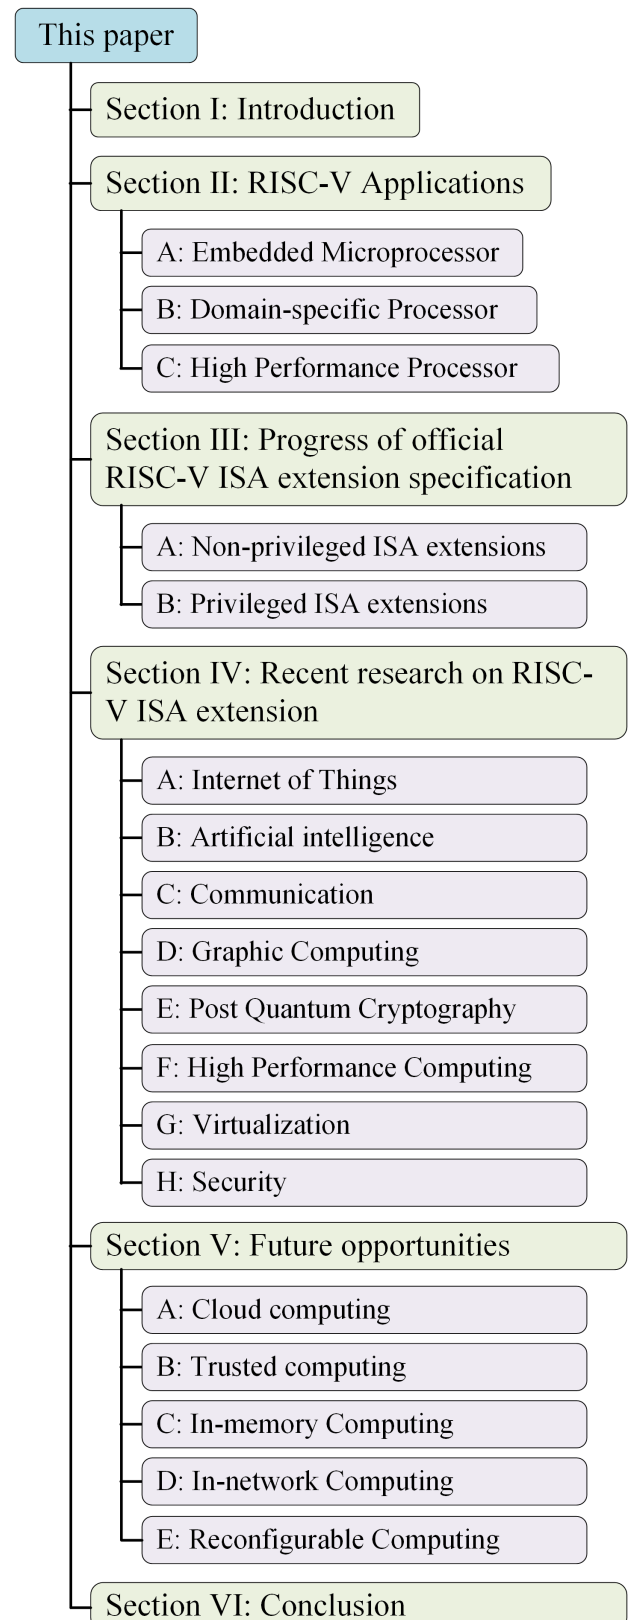 This paper
Section I: Introduction
Section II: RISC-V Applications
A: Embedded Microprocessor
B: Domain-specific Processor
C: High Performance Processor
Section III: Progress of official
RISC-V ISA extension specification
A: Non-privileged ISA extensions
B: Privileged ISA extensions
Section IV: Recent research on RISC-
V ISA extension
A: Internet of Things
B: Artificial intelligence
C: Communication
D: Graphic Computing
E: Post Quantum Cryptography
F: High Performance Computing
G: Virtualization
H: Security
Section V: Future opportunities
A: Cloud computing
B: Trusted computing
C: In-memory Computing
D: In-network Computing
E: Reconfigurable Computing
Section VI: Conclusion